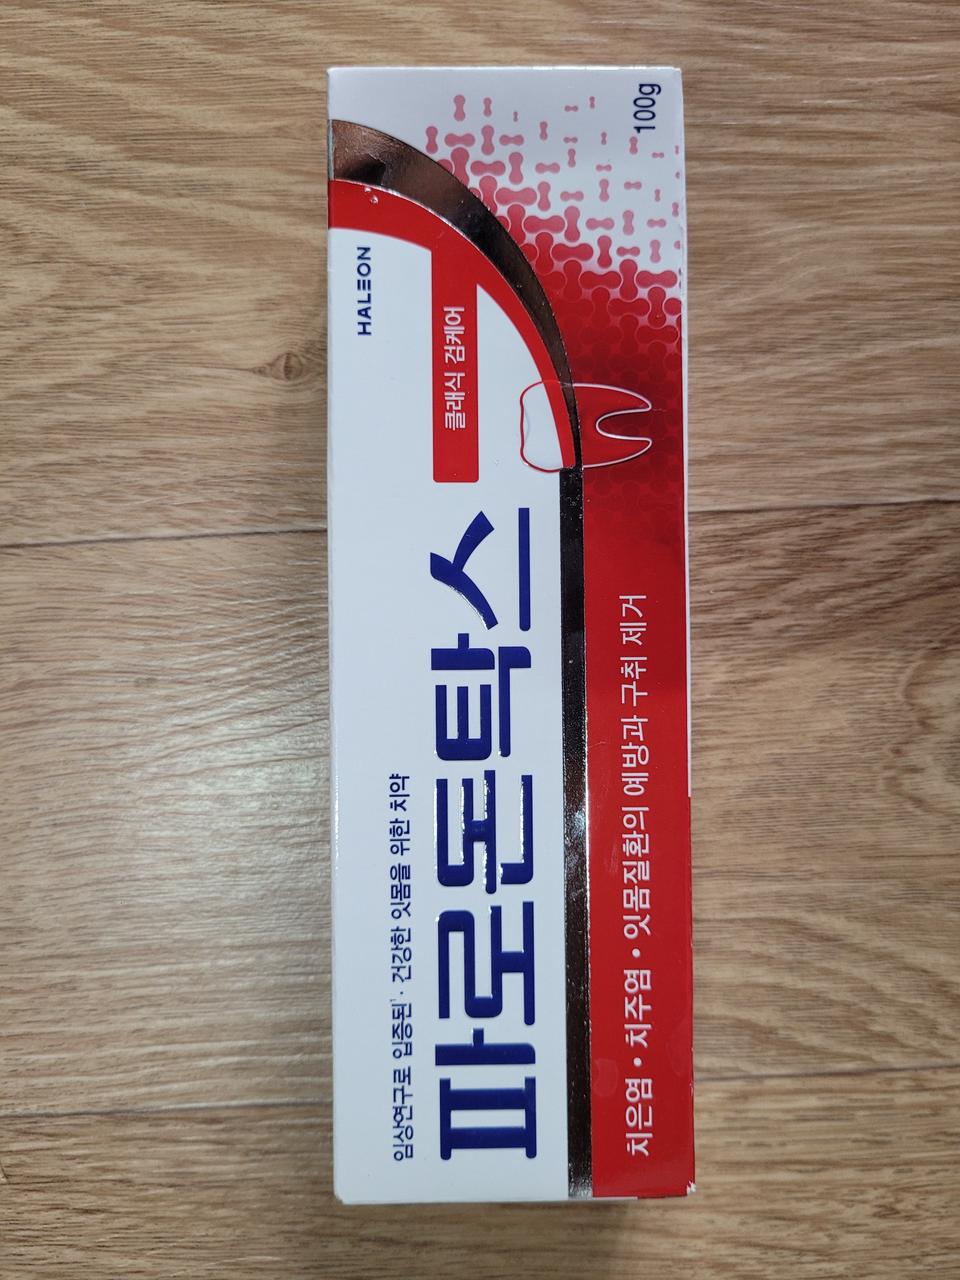 HALEON
임상연구로 입증된¹· 건강한 잇몸을 위한 치약
클래식 검케어
파로돈탁스
치은염 • 치주염 • 잇몸질환의 예방과 구취 제거
100g